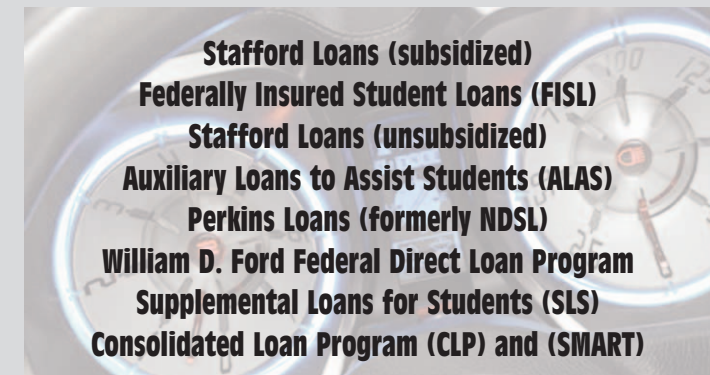 Stafford Loans (subsidized)
Federally Insured Student Loans (FISL)
Stafford Loans (unsubsidized)
Auxiliary Loans to Assist Students (ALAS)
Perkins Loans (formerly NDSL)
William D. Ford Federal Direct Loan Program
Supplemental Loans for Students (SLS)
Consolidated Loan Program (CLP) and (SMART)